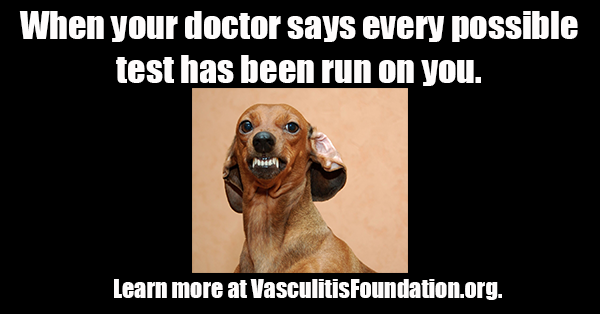 When your doctor says every possible
test has been run on you.
Learn more at VasculitisFoundation.org.